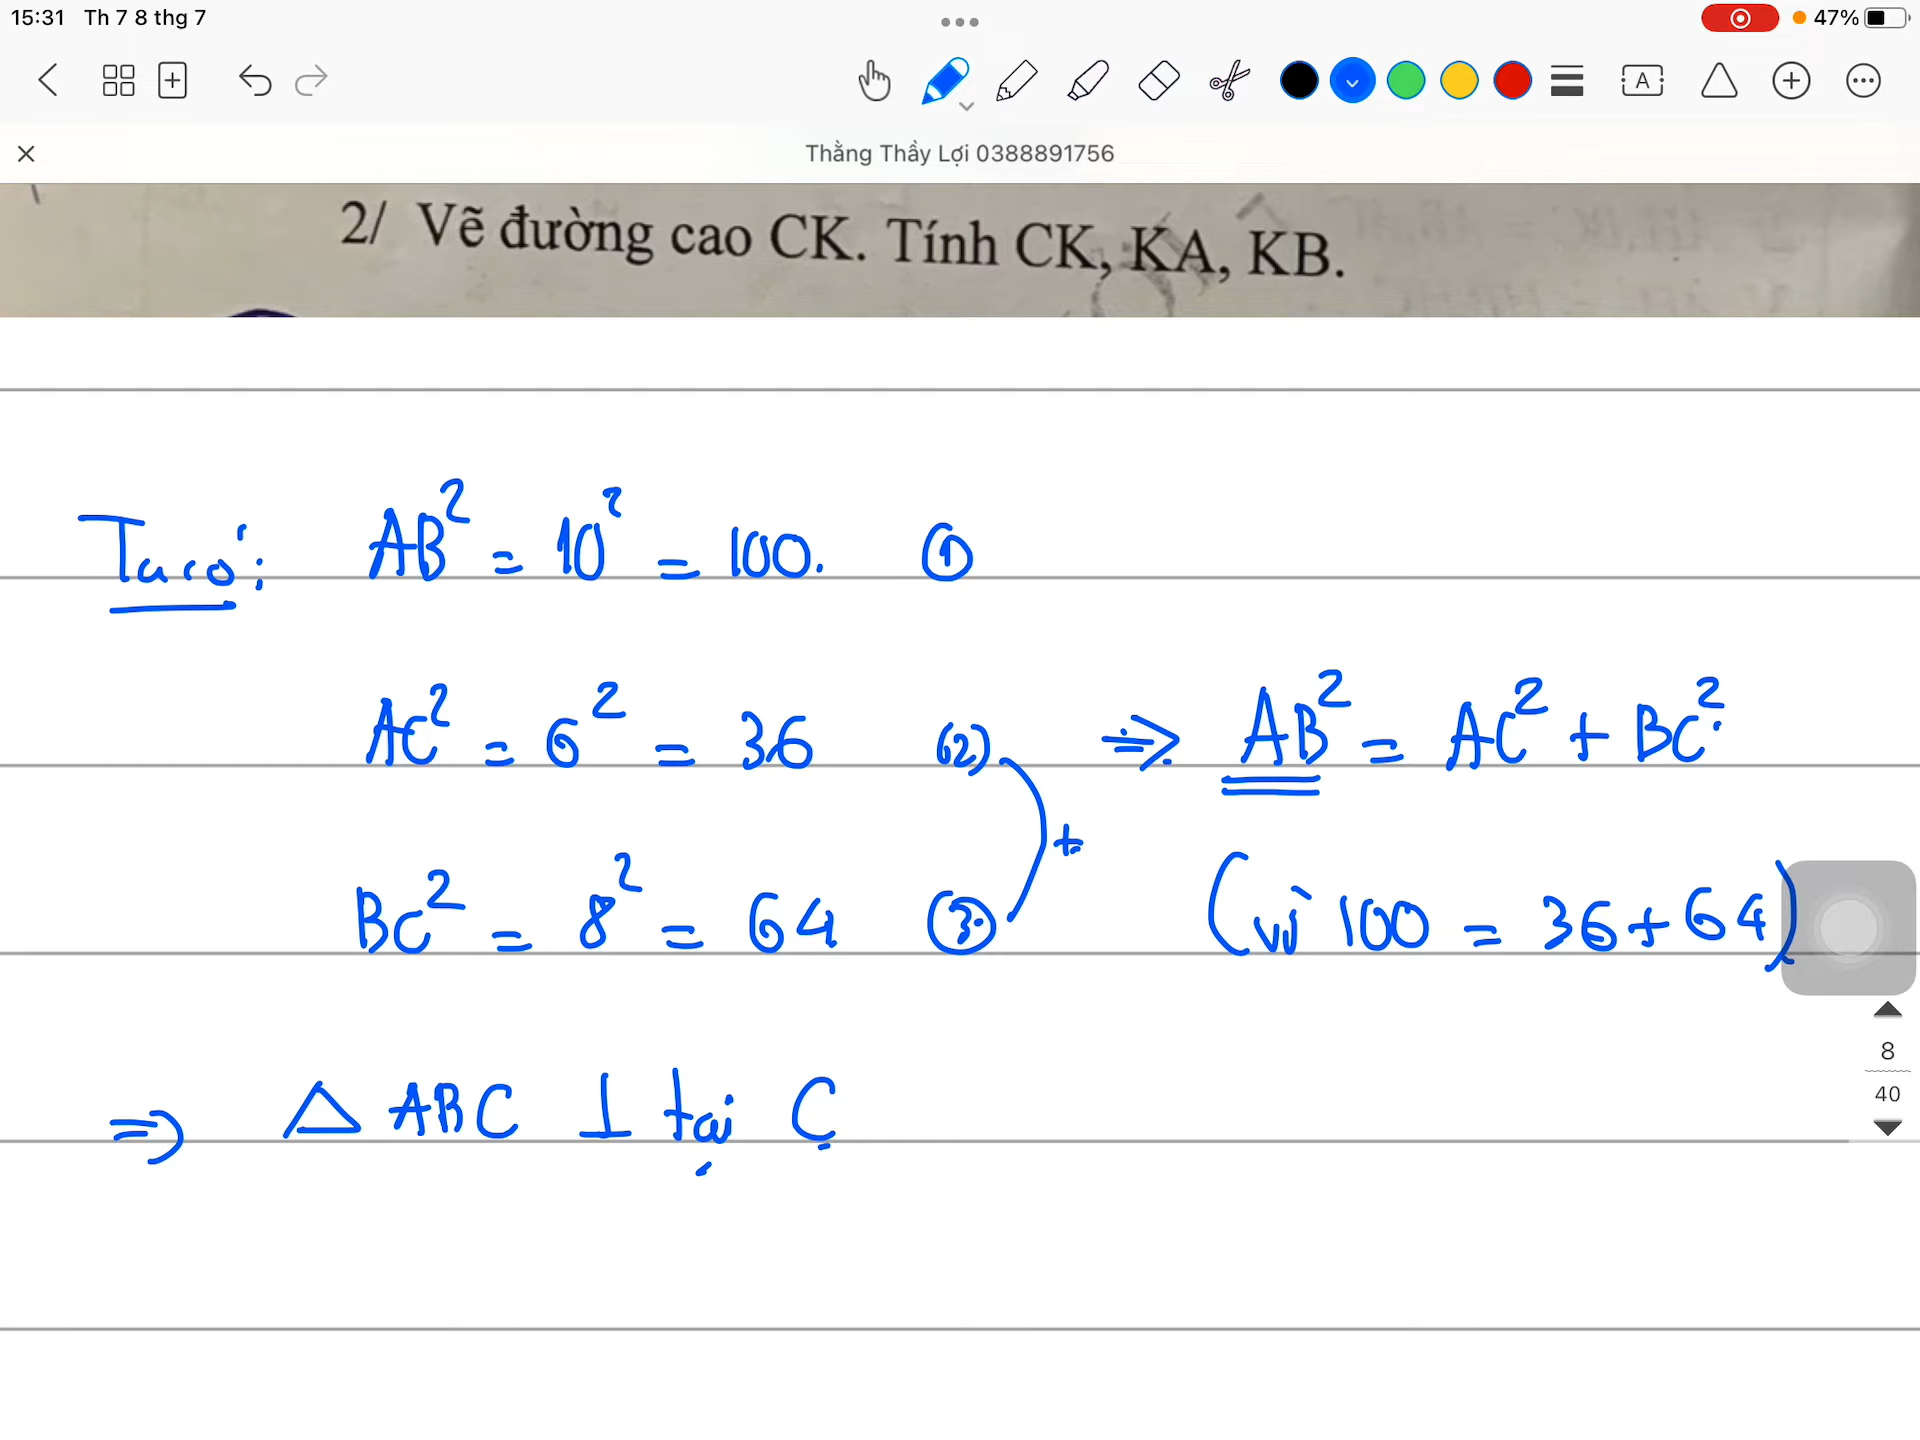 15:31 Th 7 8 thg 7 47%
A
Thằng Thầy Lợi 0388891756
2/ Vẽ đường cao CK. Tính CK, KA, KB.
Ta có: AB² = 10² = 100. ①
AC² = 6² = 36 (2). => AB² = AC² + BC²
+
BC² = 8² = 64 ③ (vì 100 = 36 + 64)
8
40
=> △ ABC ⊥ tại C